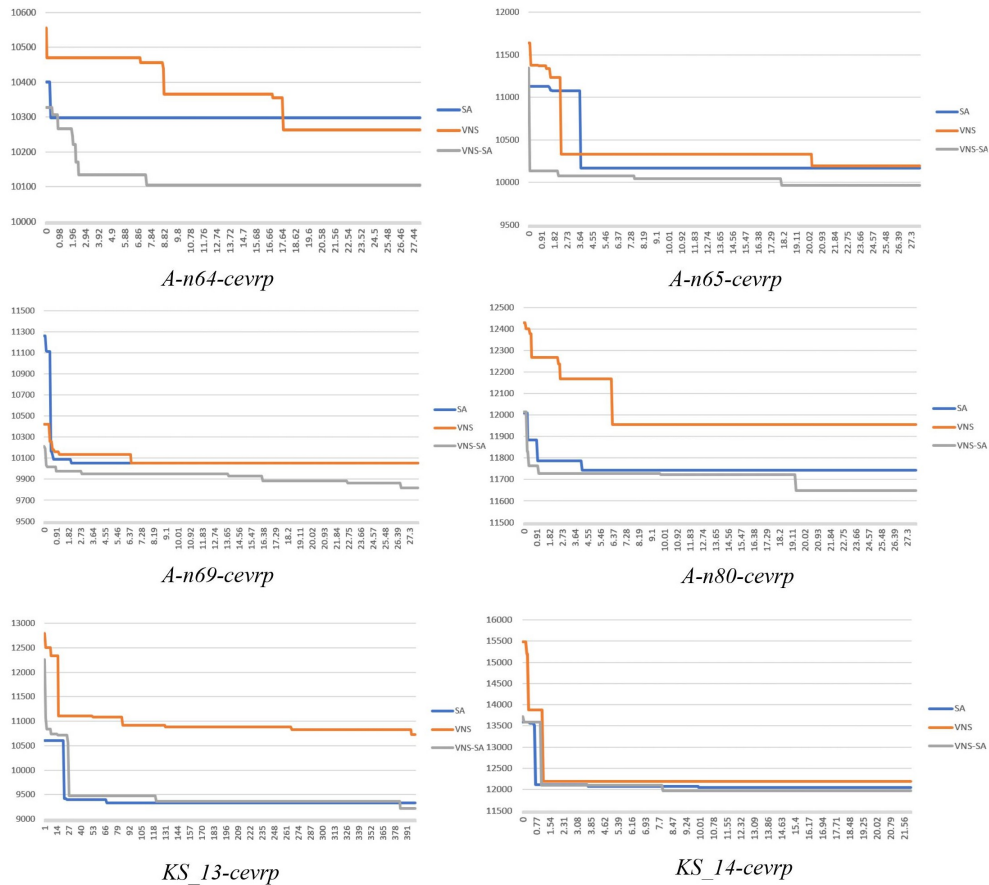 10600
10500
10400
10300
10200
10100
10000
0 0.98 1.96 2.94 3.92 4.9 5.88 6.86 7.84 8.82 9.8 10.78 11.76 12.74 13.72 14.7 15.68 16.66 17.64 18.62 19.6 20.58 21.56 22.54 23.52 24.5 25.48 26.46 27.44
SA
VNS
VNS-SA
A-n64-cevrp
12000
11500
11000
10500
10000
9500
0 0.91 1.82 2.73 3.64 4.55 5.46 6.37 7.28 8.19 9.1 10.01 10.92 11.83 12.74 13.65 14.56 15.47 16.38 17.29 18.2 19.11 20.02 20.93 21.84 22.75 23.66 24.57 25.48 26.39 27.3
SA
VNS
VNS-SA
A-n65-cevrp
11500
11300
11100
10900
10700
10500
10300
10100
9900
9700
9500
0 0.91 1.82 2.73 3.64 4.55 5.46 6.37 7.28 8.19 9.1 10.01 10.92 11.83 12.74 13.65 14.56 15.47 16.38 17.29 18.2 19.11 20.02 20.93 21.84 22.75 23.66 24.57 25.48 26.39 27.3
SA
VNS
VNS-SA
A-n69-cevrp
12500
12400
12300
12200
12100
12000
11900
11800
11700
11600
11500
0 0.91 1.82 2.73 3.64 4.55 5.46 6.37 7.28 8.19 9.1 10.01 10.92 11.83 12.74 13.65 14.56 15.47 16.38 17.29 18.2 19.11 20.02 20.93 21.84 22.75 23.66 24.57 25.48 26.39 27.3
SA
VNS
VNS-SA
A-n80-cevrp
13000
12500
12000
11500
11000
10500
10000
9500
9000
1 14 27 40 53 66 79 92 105 118 131 144 157 170 183 196 209 222 235 248 261 274 287 300 313 326 339 352 365 378 391
SA
VNS
VNS-SA
KS_13-cevrp
16000
15500
15000
14500
14000
13500
13000
12500
12000
11500
0 0.77 1.54 2.31 3.08 3.85 4.62 5.39 6.16 6.93 7.7 8.47 9.24 10.01 10.78 11.55 12.32 13.09 13.86 14.63 15.4 16.17 16.94 17.71 18.48 19.25 20.02 20.79 21.56
SA
VNS
VNS-SA
KS_14-cevrp